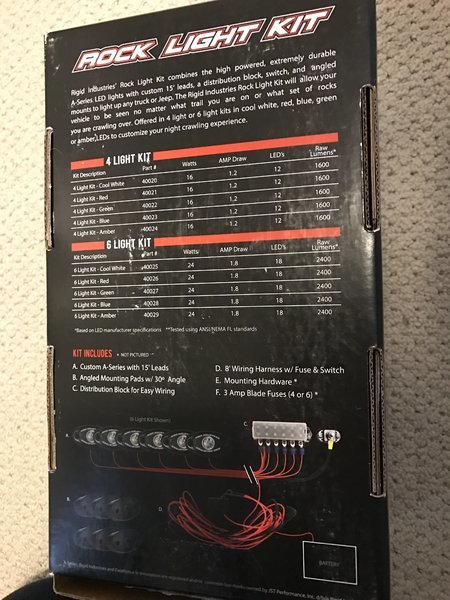 ROCK LIGHT KIT
Rigid Industries' Rock Light Kit combines the high powered, extremely durable
A-Series LED lights with custom 15' leads, a distribution block, switch, and angled
mounts to light up any truck or Jeep. The Rigid Industries Rock Light Kit will allow your
vehicle to be seen no matter what trail you are on or what set of rocks
you are crawling over. Offered in 4 light or 6 light kits in cool white, red, blue, green
or amber LEDs to customize your night crawling experience.
4 LIGHT KIT
Kit Description Part # Watts AMP Draw LED's Raw Lumens*
4 Light Kit - Cool White 40020 16 1.2 12 1600
4 Light Kit - Red 40021 16 1.2 12 1600
4 Light Kit - Green 40022 16 1.2 12 1600
4 Light Kit - Blue 40023 16 1.2 12 1600
4 Light Kit - Amber 40024 16 1.2 12 1600
6 LIGHT KIT
Kit Description Part # Watts AMP Draw LED's Raw Lumens*
6 Light Kit - Cool White 40025 24 1.8 18 2400
6 Light Kit - Red 40026 24 1.8 18 2400
6 Light Kit - Green 40027 24 1.8 18 2400
6 Light Kit - Blue 40028 24 1.8 18 2400
6 Light Kit - Amber 40029 24 1.8 18 2400
*Based on LED manufacturer specifications **Tested using ANSI/NEMA FL standards
KIT INCLUDES * NOT PICTURED
A. Custom A-Series with 15' Leads
B. Angled Mounting Pads w/ 30º Angle
C. Distribution Block for Easy Wiring
D. 8' Wiring Harness w/ Fuse & Switch
E. Mounting Hardware *
F. 3 Amp Blade Fuses (4 or 6) *
(6 Light Kit Shown)
A.
C.
B.
D.
BATTERY
A-Series, Rigid Industries and
are
of JST Performance, Inc. d/b/a Rigid